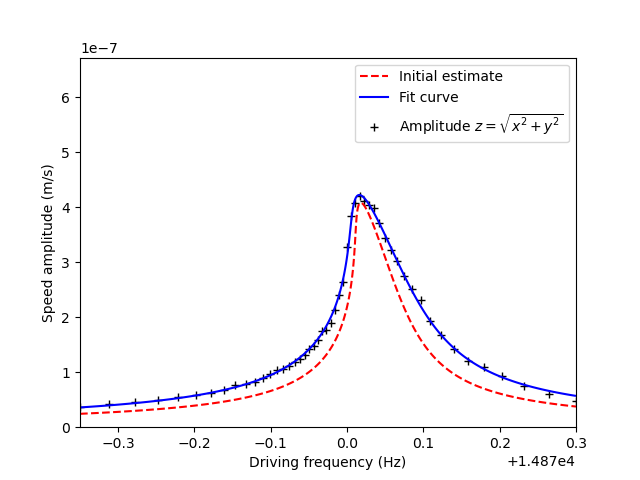 1e−7
Initial estimate
Fit curve
Amplitude z = √x² + y²
6
5
4
3
2
1
0
Speed amplitude (m/s)
−0.3 −0.2 −0.1 0.0 0.1 0.2 0.3
Driving frequency (Hz)
+1.487e4